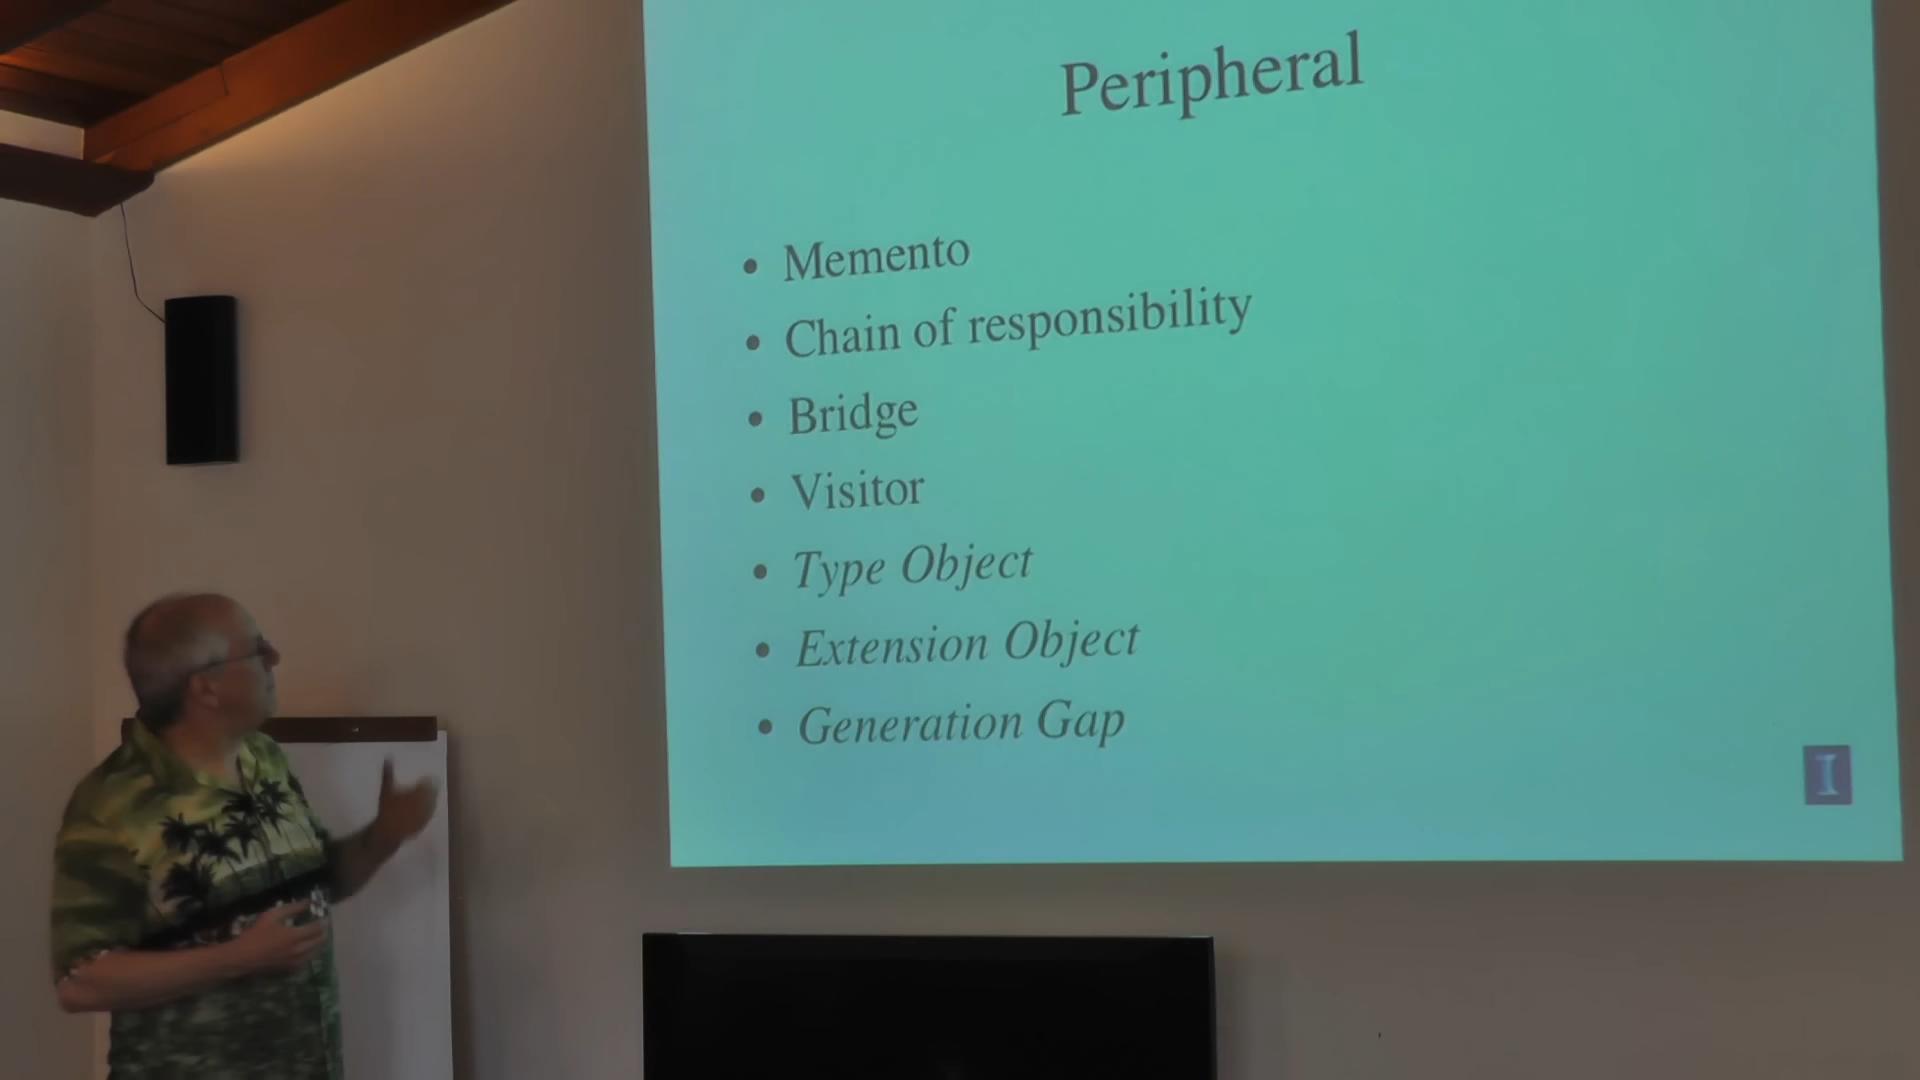 Peripheral
• Memento
• Chain of responsibility
• Bridge
• Visitor
• Type Object
• Extension Object
• Generation Gap
I